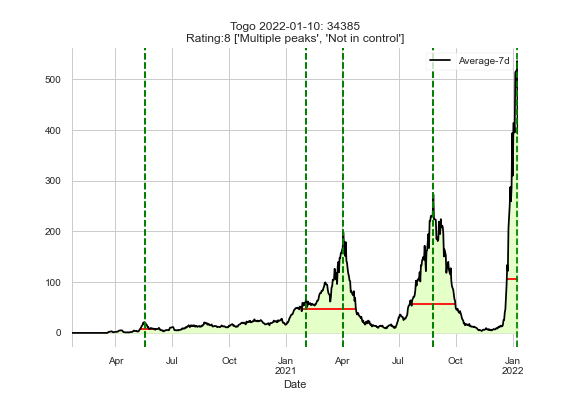 Togo 2022-01-10: 34385
Rating:8 ['Multiple peaks', 'Not in control']
Average-7d
500
400
300
200
100
0
Apr Jul Oct Jan Apr Jul Oct Jan
2021 2022
Date